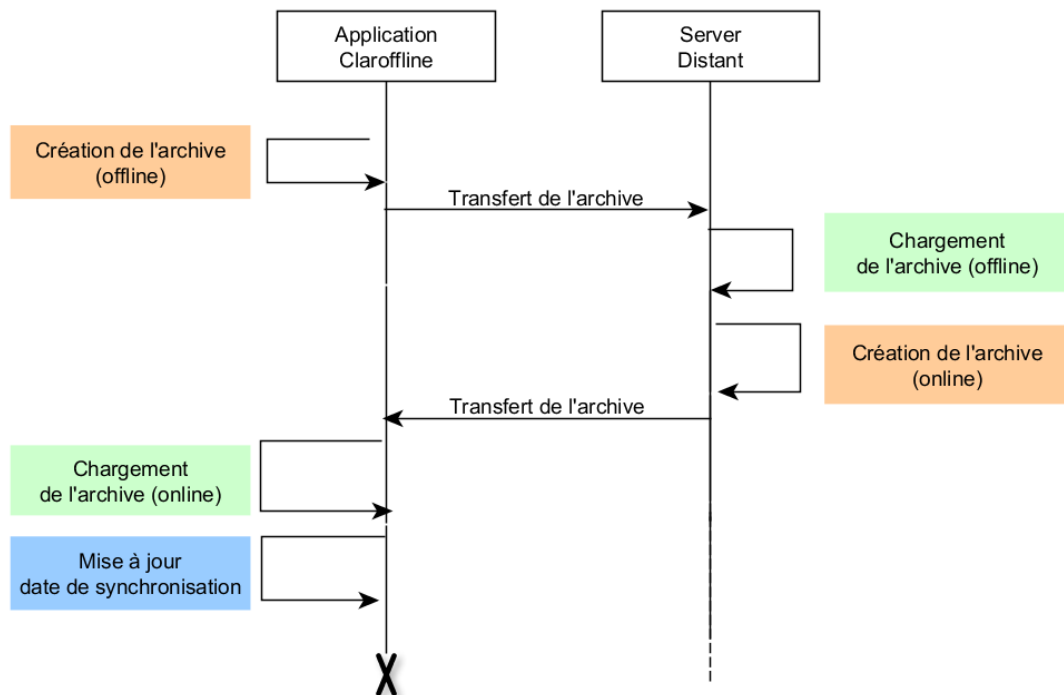 Application
Claroffline
Server
Distant
Création de l'archive
(offline)
Transfert de l'archive
Chargement
de l'archive (offline)
Création de l'archive
(online)
Transfert de l'archive
Chargement
de l'archive (online)
Mise à jour
date de synchronisation